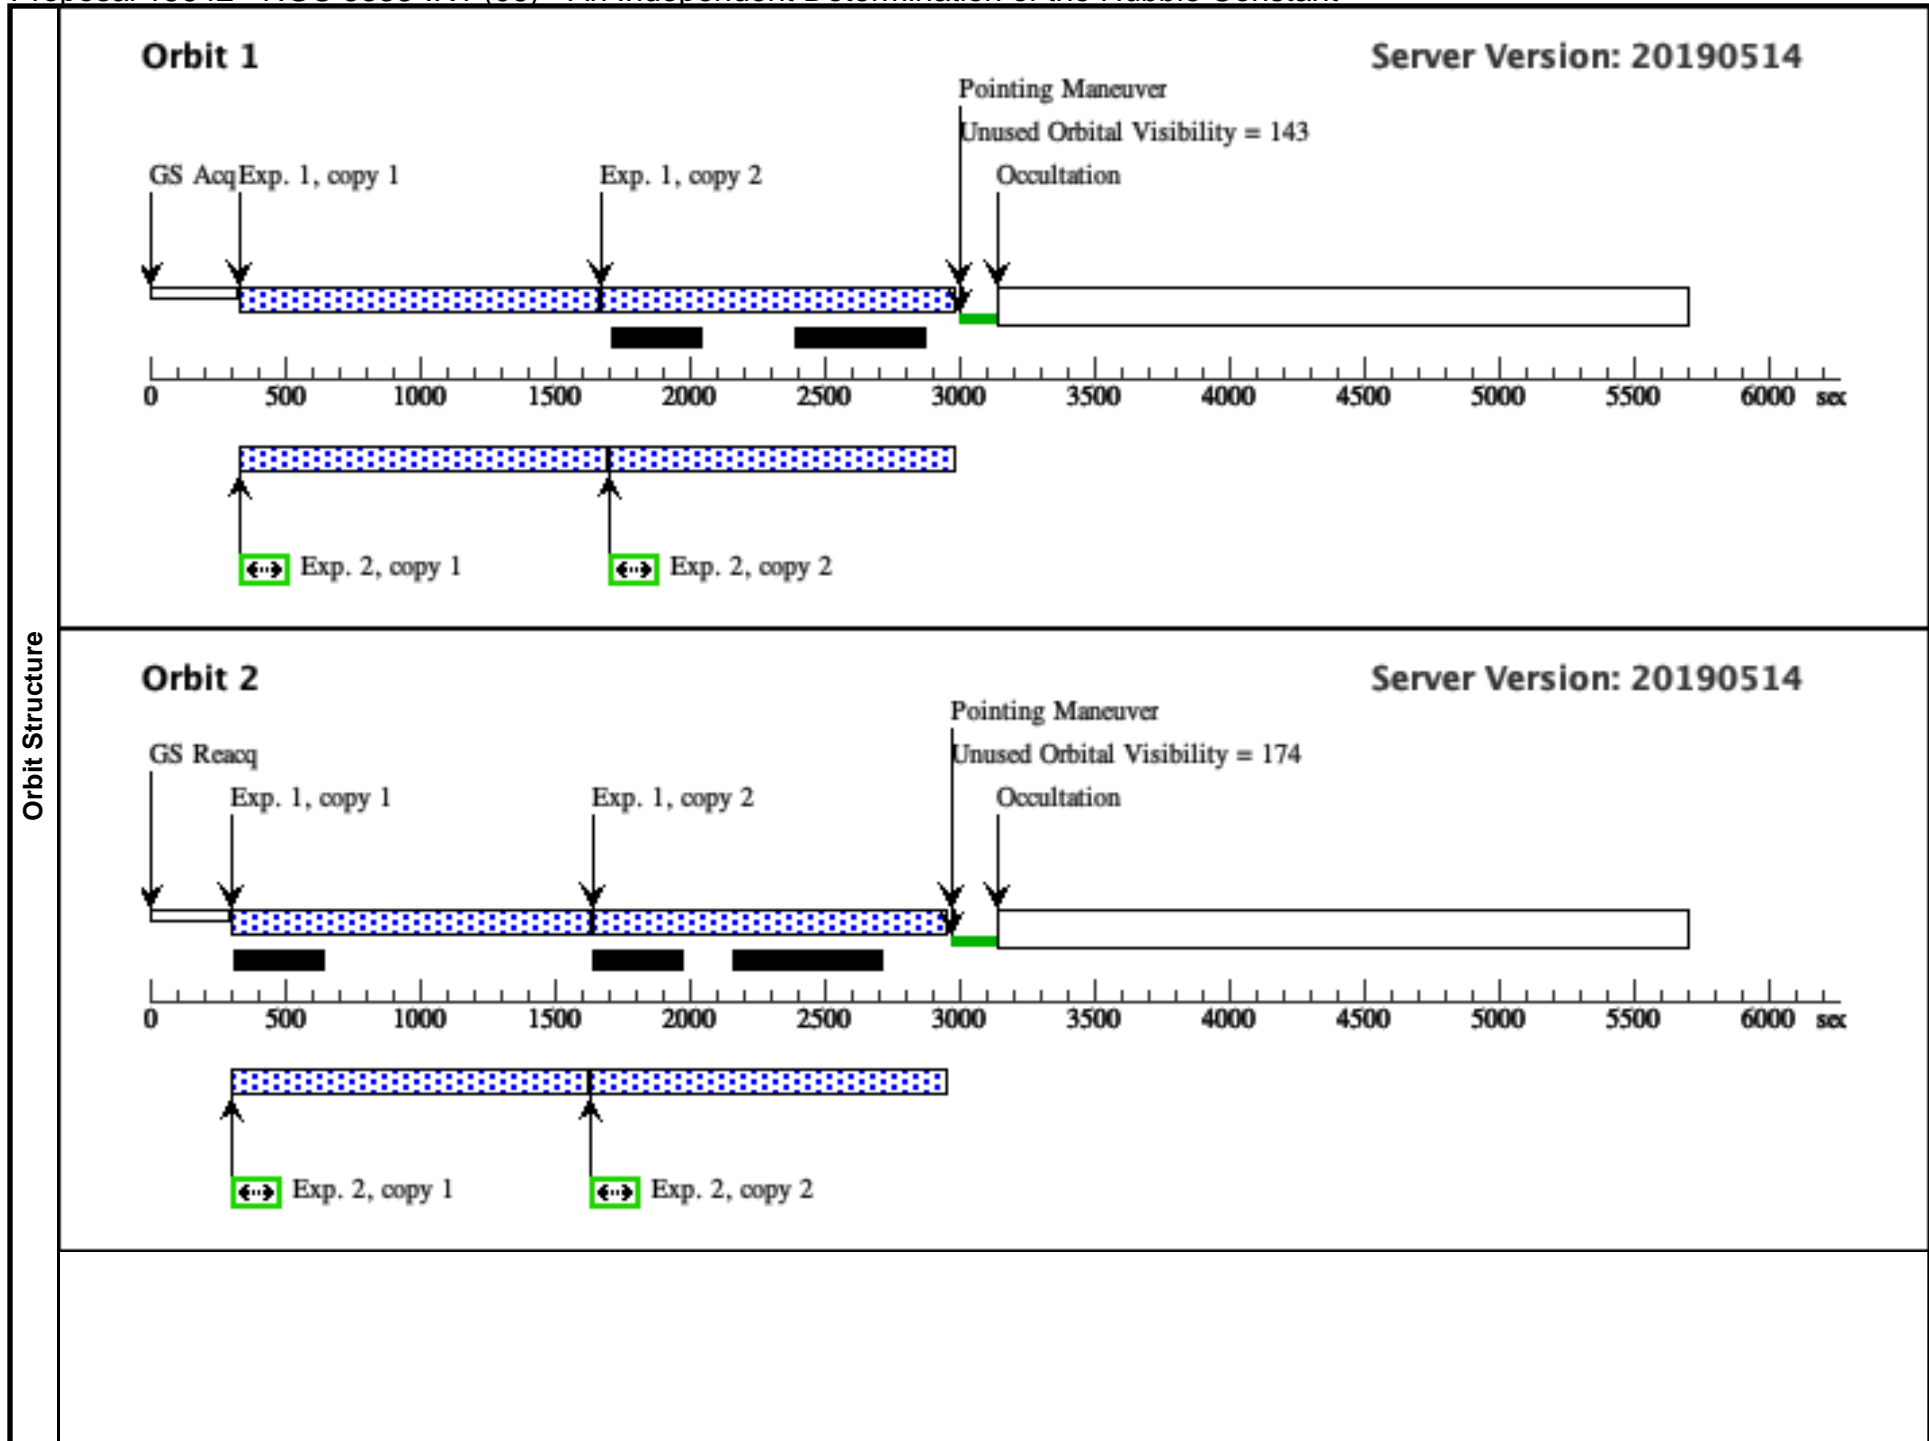 Orbit Structure
Orbit 1
Server Version: 20190514
Pointing Maneuver
Unused Orbital Visibility = 143
GS Acq Exp. 1, copy 1
Exp. 1, copy 2
Occultation
0 500 1000 1500 2000 2500 3000 3500 4000 4500 5000 5500 6000 sec
Exp. 2, copy 1
Exp. 2, copy 2
Orbit 2
Server Version: 20190514
Pointing Maneuver
Unused Orbital Visibility = 174
GS Reacq
Exp. 1, copy 1
Exp. 1, copy 2
Occultation
0 500 1000 1500 2000 2500 3000 3500 4000 4500 5000 5500 6000 sec
Exp. 2, copy 1
Exp. 2, copy 2